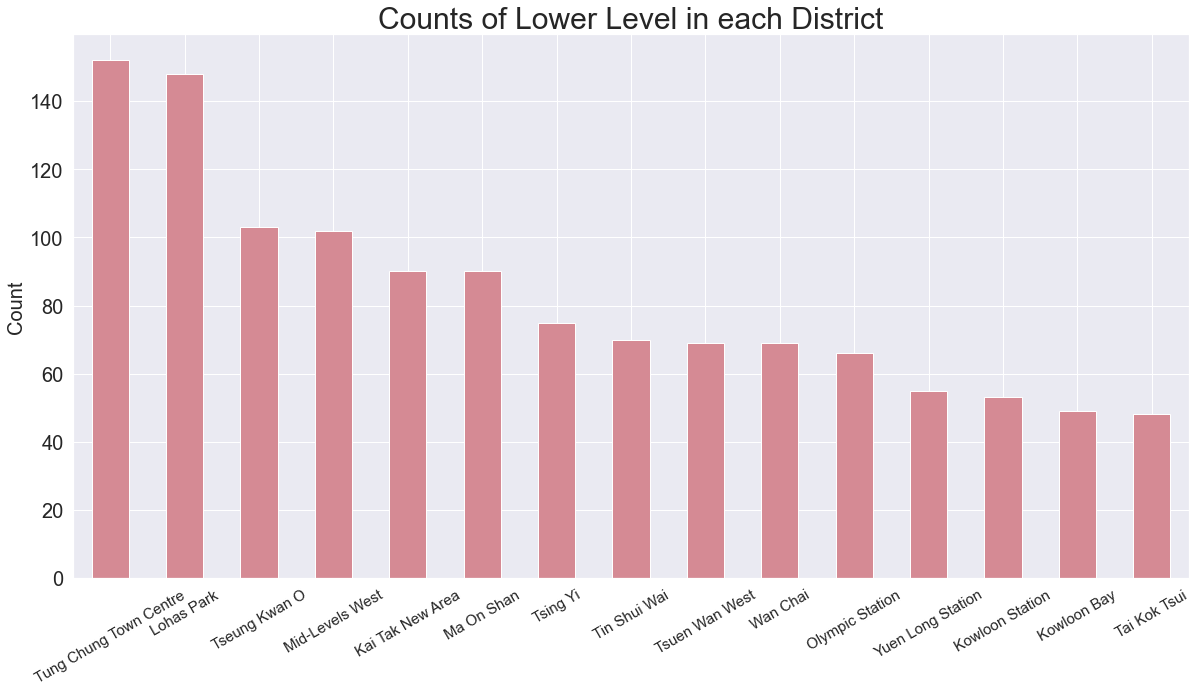 Counts of Lower Level in each District
Count
140
120
100
80
60
40
20
0
Tung Chung Town Centre
Lohas Park
Tseung Kwan O
Mid-Levels West
Kai Tak New Area
Ma On Shan
Tsing Yi
Tin Shui Wai
Tsuen Wan West
Wan Chai
Olympic Station
Yuen Long Station
Kowloon Station
Kowloon Bay
Tai Kok Tsui